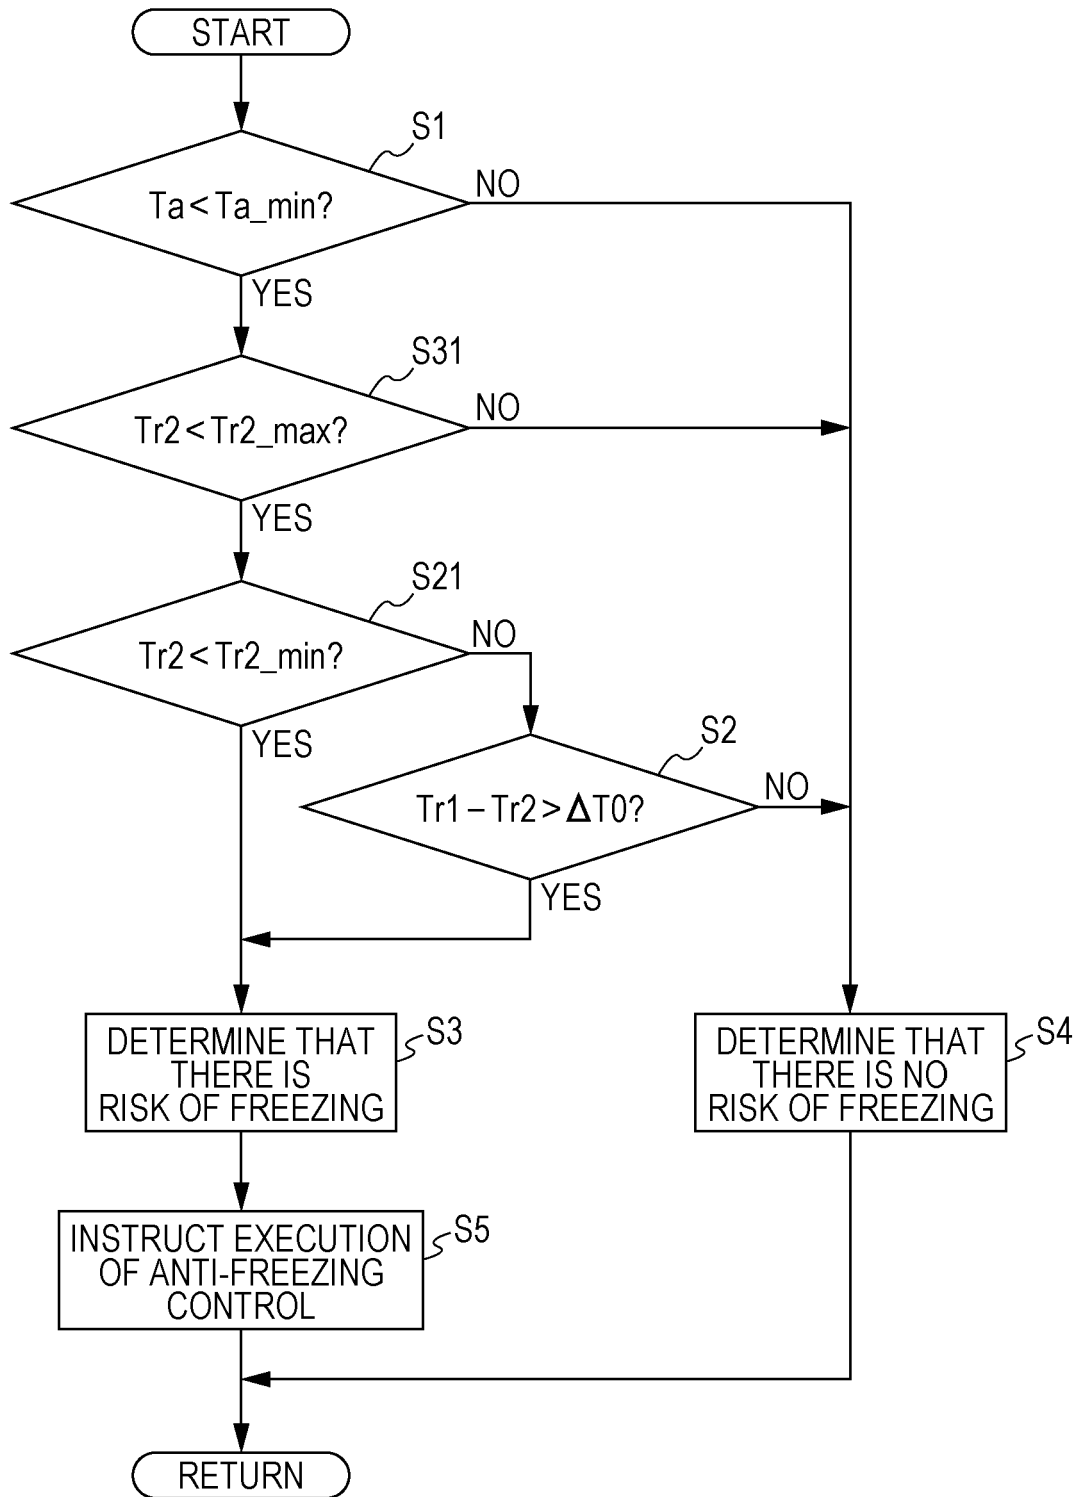 START
S1
Ta < Ta_min?
NO
YES
S31
Tr2 < Tr2_max?
NO
YES
S21
Tr2 < Tr2_min?
NO
YES
S2
Tr1 – Tr2 > ΔT0?
NO
YES
DETERMINE THAT
THERE IS
RISK OF FREEZING
S3
DETERMINE THAT
THERE IS NO
RISK OF FREEZING
S4
INSTRUCT EXECUTION
OF ANTI-FREEZING
CONTROL
S5
RETURN